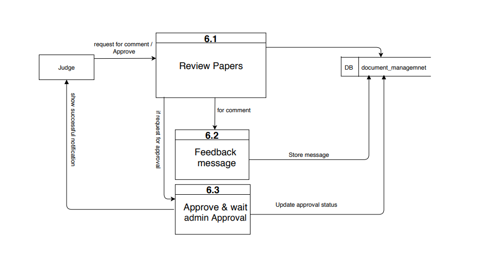 6.1
request for comment /
Approve
Judge
Review Papers
DB
document_managemnet
show successful notification
if request for approval
for comment
6.2
Feedback
message
Store message
6.3
Approve & wait
admin Approval
Update approval status